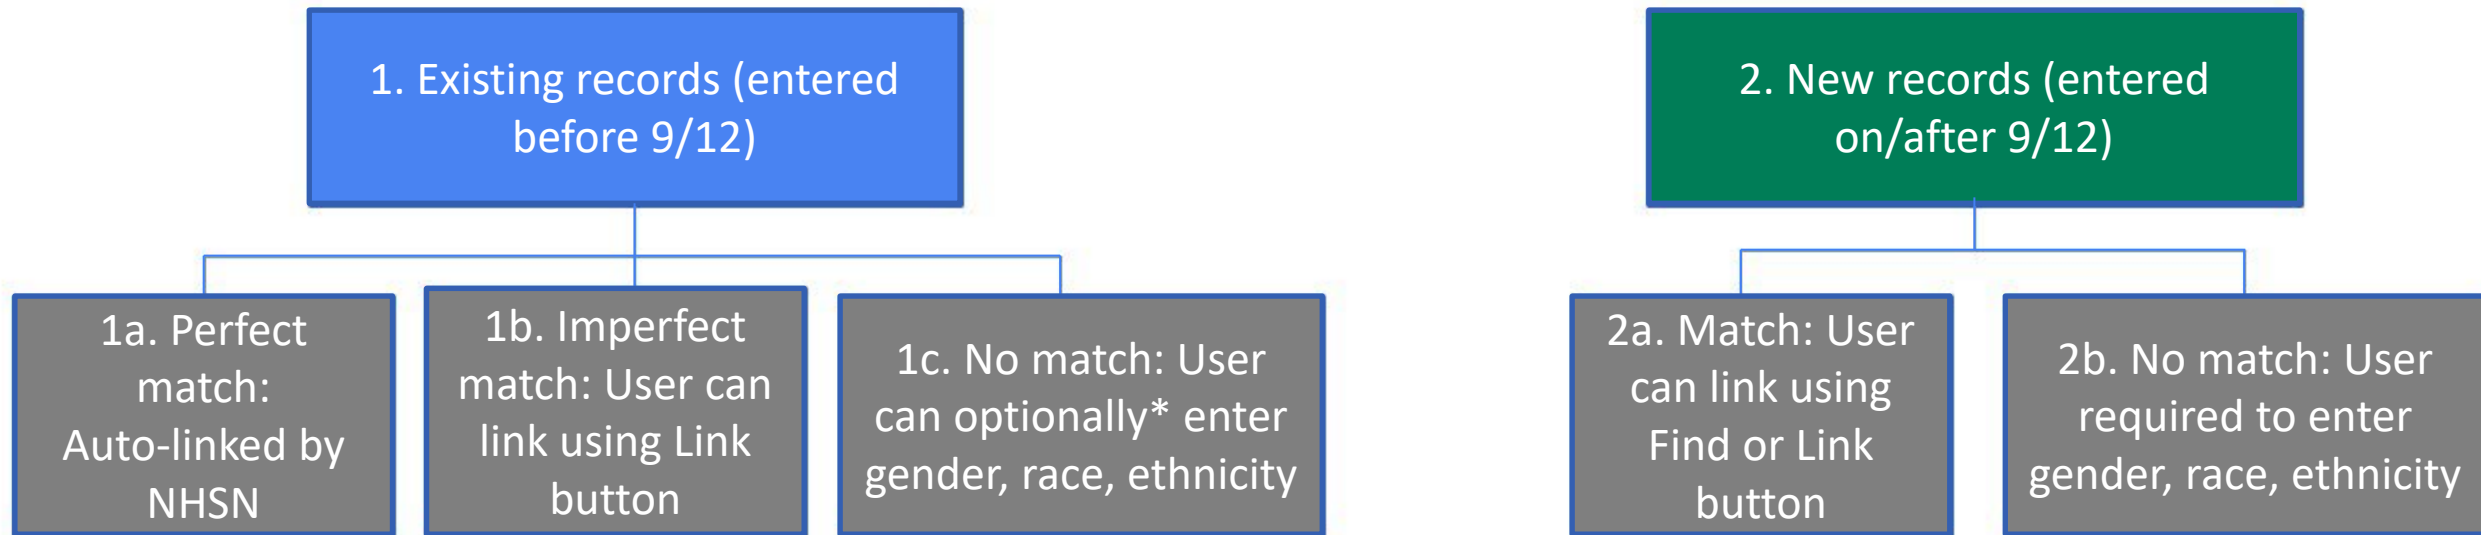 1. Existing records (entered
before 9/12)
2. New records (entered
on/after 9/12)
1a. Perfect
match:
Auto-linked by
NHSN
1b. Imperfect
match: User can
link using Link
button
1c. No match: User
can optionally* enter
gender, race, ethnicity
2a. Match: User
can link using
Find or Link
button
2b. No match: User
required to enter
gender, race, ethnicity